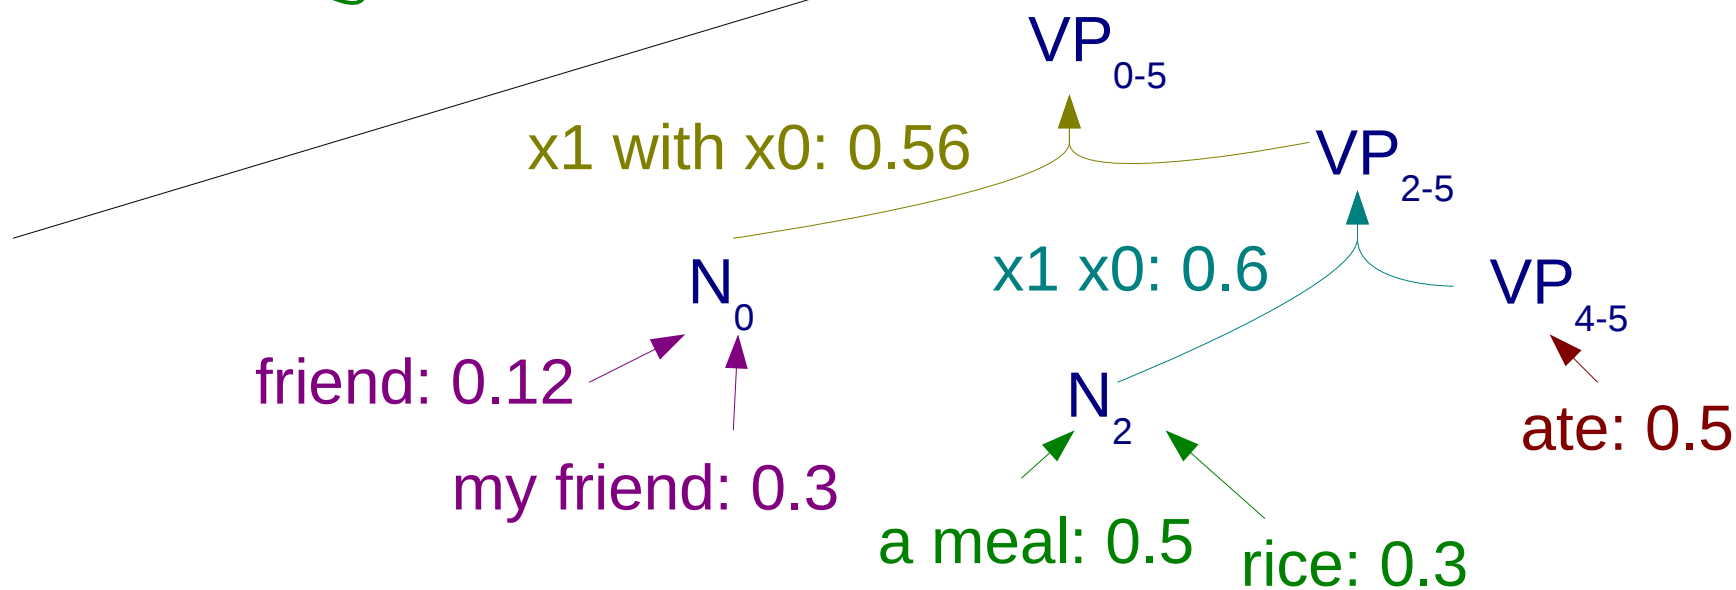 VP0-5
x1 with x0: 0.56
VP2-5
x1 x0: 0.6
N0
VP4-5
friend: 0.12
N2
ate: 0.5
my friend: 0.3
a meal: 0.5
rice: 0.3